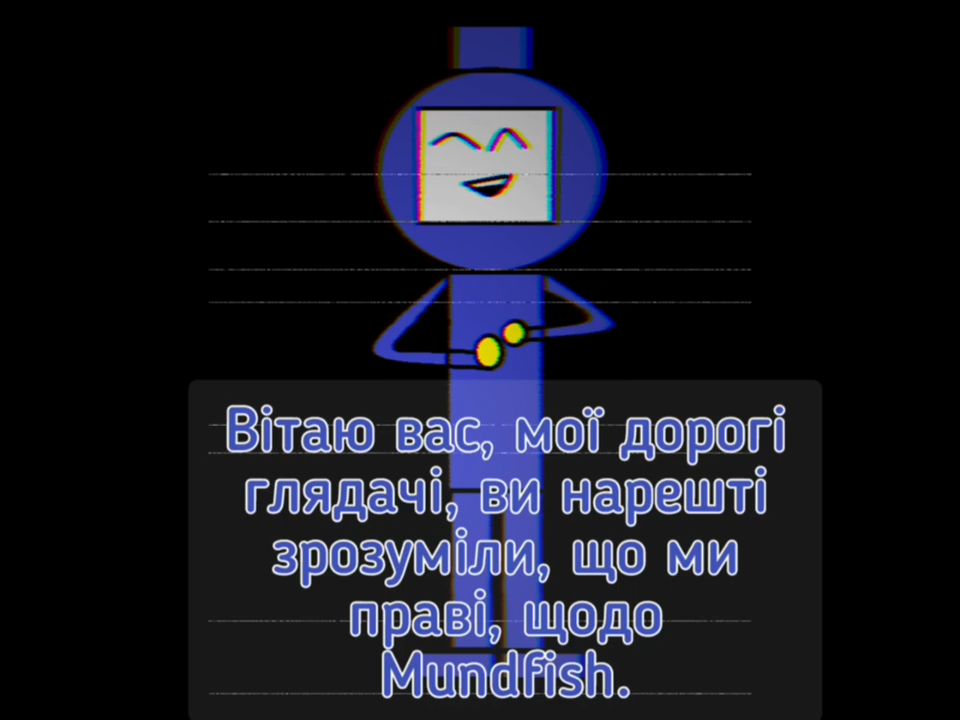 Вітаю вас, мої дорогі
глядачі, ви нарешті
зрозуміли, що ми
праві, щодо
Mundfish.